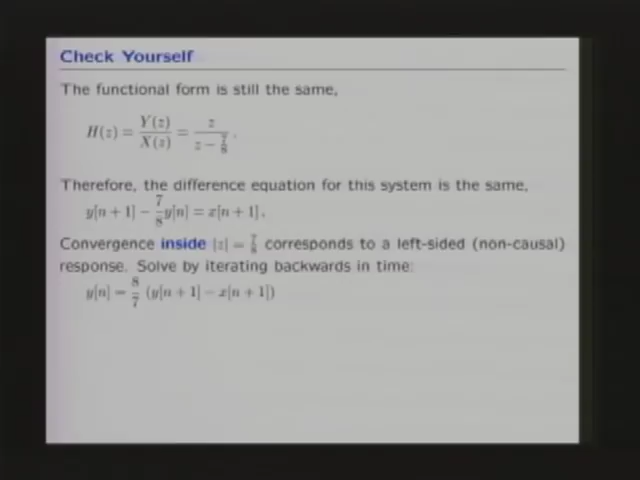 Check Yourself
The functional form is still the same,
H(z) = Y(z)/X(z) = z/(z − 7/8) .
Therefore, the difference equation for this system is the same,
y[n + 1] − 7/8 y[n] = x[n + 1] .
Convergence inside |z| = 7/8 corresponds to a left-sided (non-causal)
response. Solve by iterating backwards in time:
y[n] = 8/7 (y[n + 1] − x[n + 1])